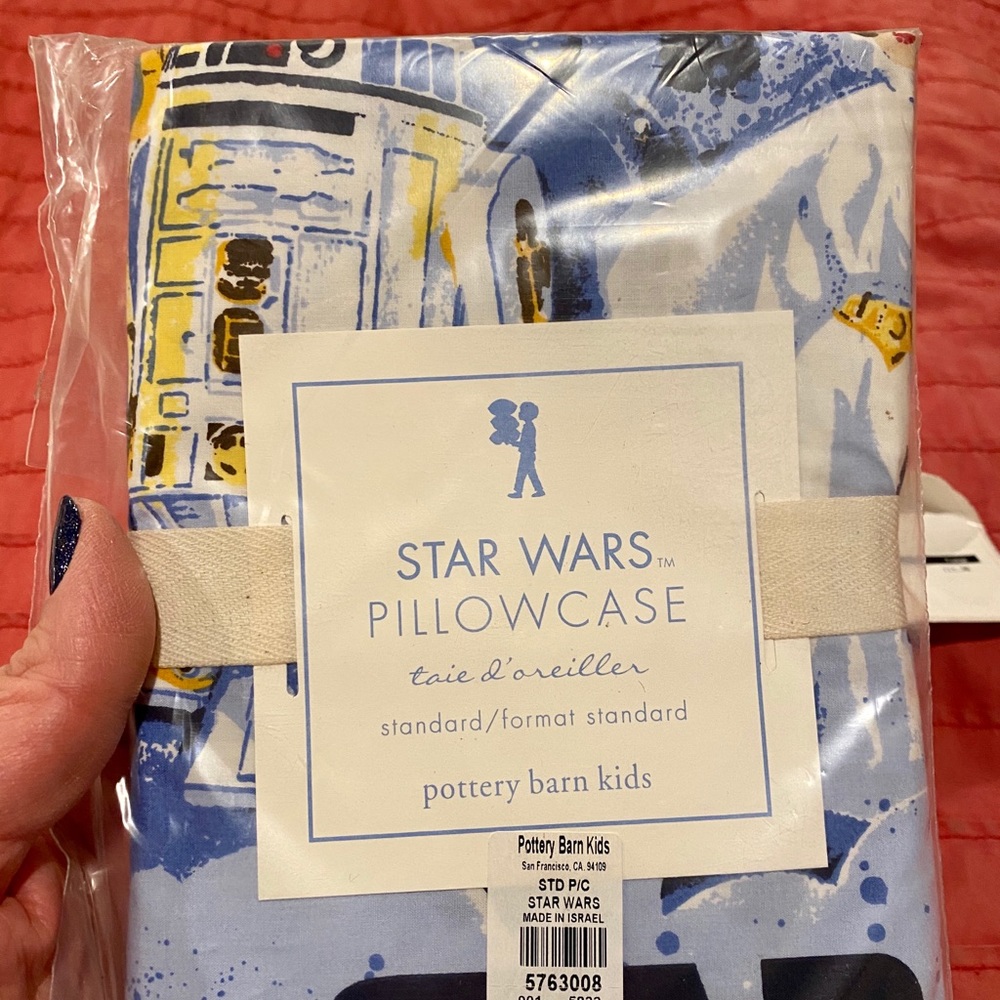 STAR WARS™
PILLOWCASE
taie d'oreiller
standard/format standard
pottery barn kids
Pottery Barn Kids
San Francisco, CA. 94109
STD P/C
STAR WARS
MADE IN ISRAEL
5763008